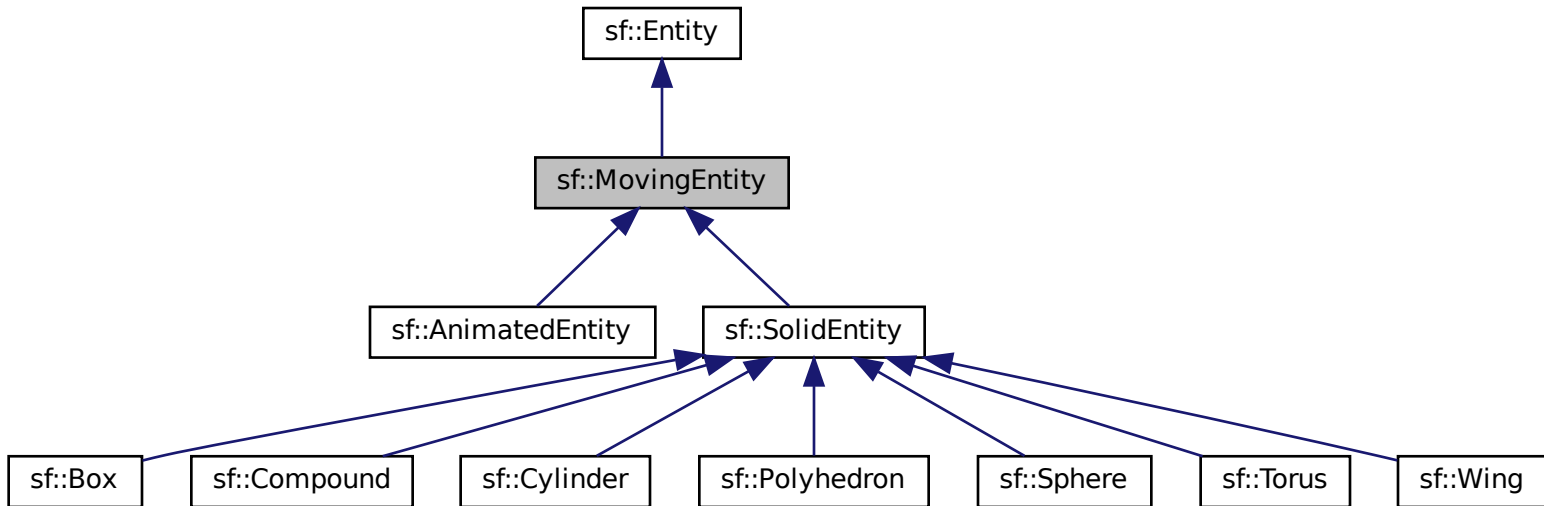 sf::Entity
sf::MovingEntity
sf::AnimatedEntity
sf::SolidEntity
sf::Box
sf::Compound
sf::Cylinder
sf::Polyhedron
sf::Sphere
sf::Torus
sf::Wing